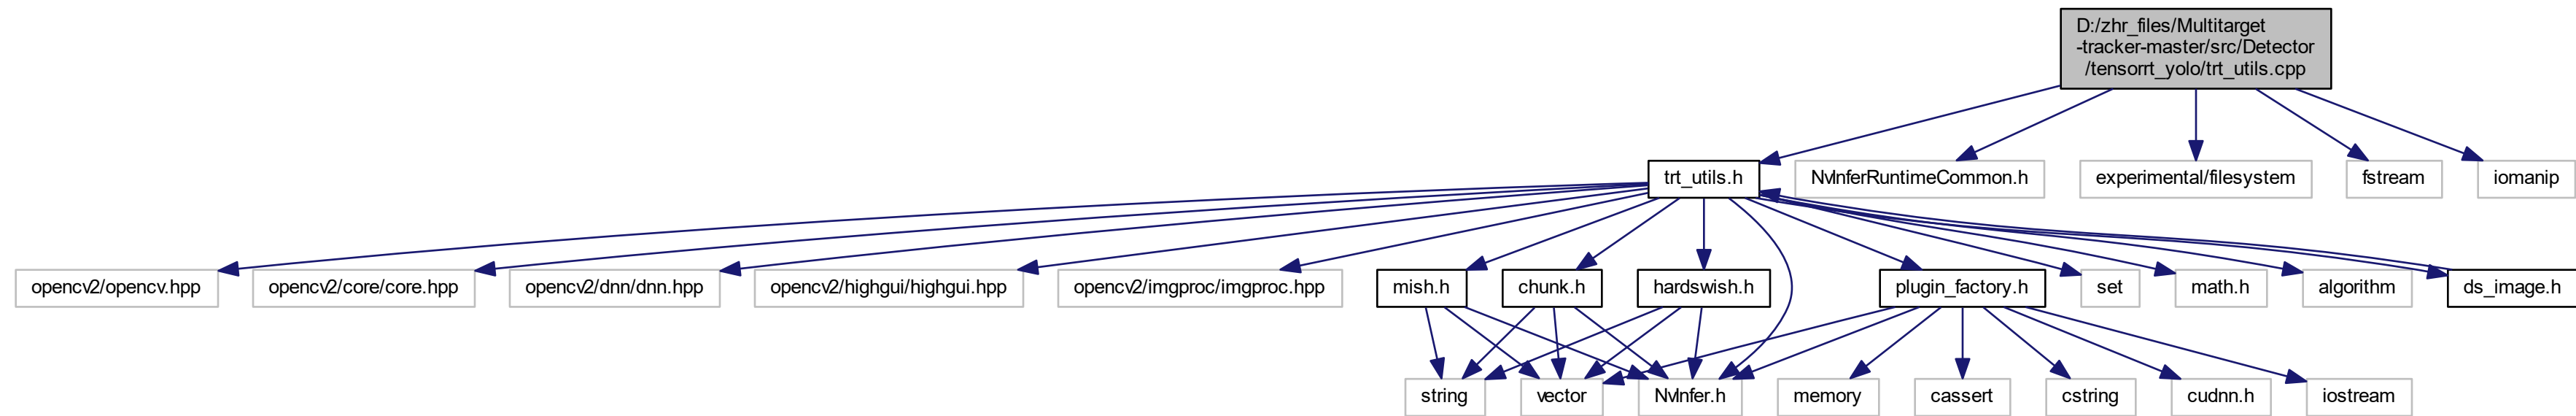 D:/zhr_files/Multitarget
-tracker-master/src/Detector
/tensorrt_yolo/trt_utils.cpp
trt_utils.h
NvInferRuntimeCommon.h
experimental/filesystem
fstream
iomanip
opencv2/opencv.hpp
opencv2/core/core.hpp
opencv2/dnn/dnn.hpp
opencv2/highgui/highgui.hpp
opencv2/imgproc/imgproc.hpp
mish.h
chunk.h
hardswish.h
plugin_factory.h
set
math.h
algorithm
ds_image.h
string
vector
NvInfer.h
memory
cassert
cstring
cudnn.h
iostream